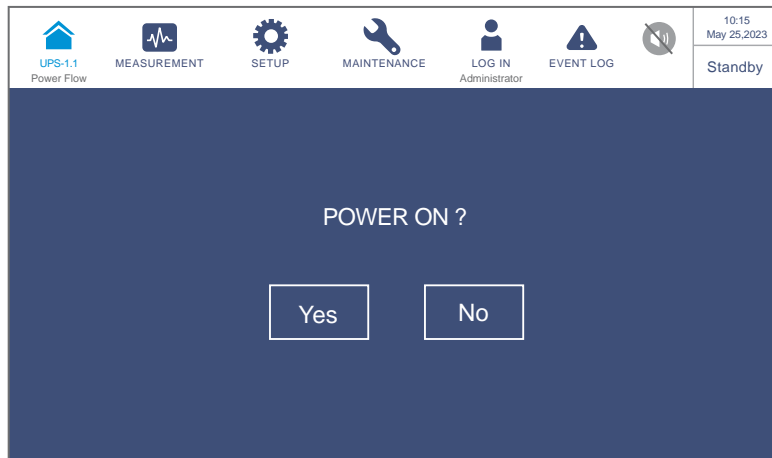 UPS-1.1
Power Flow
MEASUREMENT
SETUP
MAINTENANCE
LOG IN
Administrator
EVENT LOG
10:15
May 25,2023
Standby
POWER ON ?
Yes
No